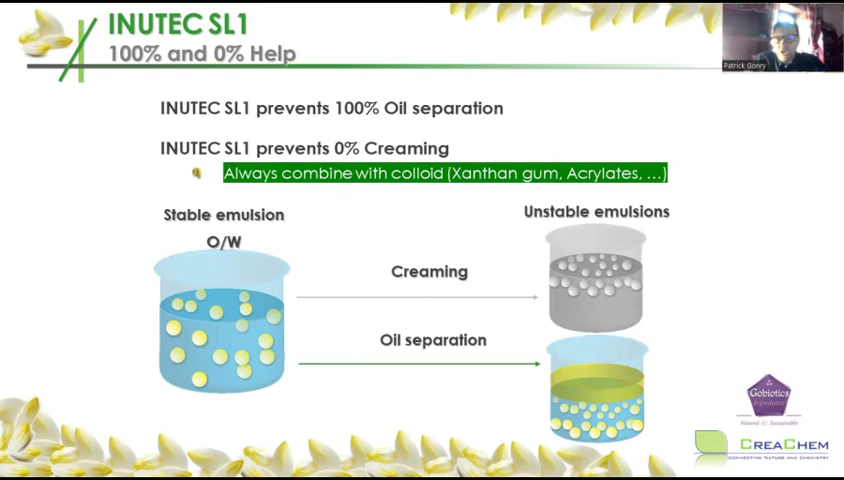 INUTEC SL1
100% and 0% Help
Patrick Gonry
INUTEC SL1 prevents 100% Oil separation
INUTEC SL1 prevents 0% Creaming
Always combine with colloid (Xanthan gum, Acrylates, …)
Stable emulsion
O/W
Unstable emulsions
Creaming
Oil separation
Gobiotics
Ingredients
Natural & Sustainable
CREACHEM
CONNECTING NATURE AND CHEMISTRY